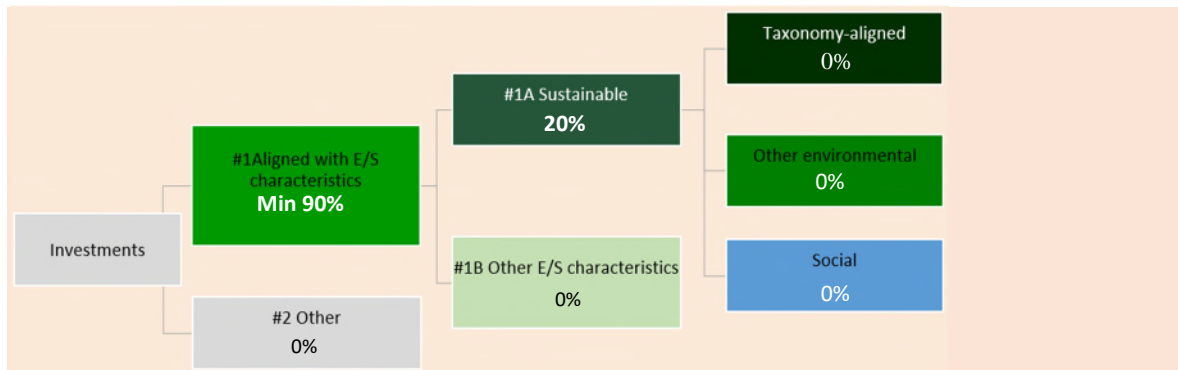 Investments
#1Aligned with E/S
characteristics
Min 90%
#2 Other
0%
#1A Sustainable
20%
#1B Other E/S characteristics
0%
Taxonomy-aligned
0%
Other environmental
0%
Social
0%